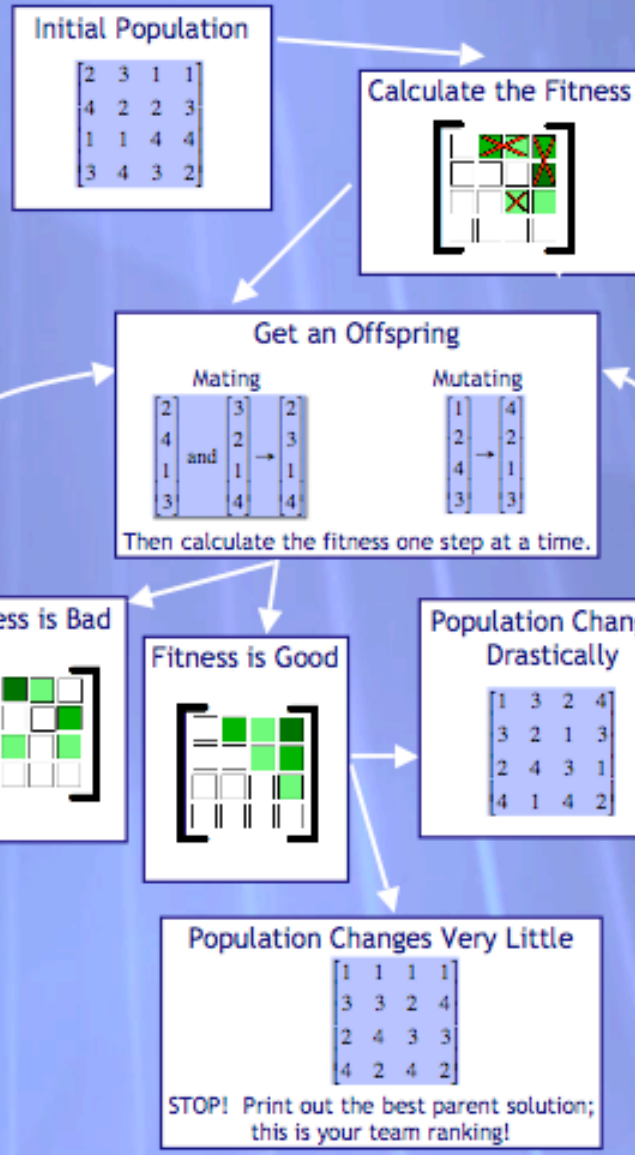 Initial Population
2 3 1 1
4 2 2 3
1 1 4 4
3 4 3 2
Calculate the Fitness
Get an Offspring
Mating
2
4
1
3
and
3
2
1
4
→
2
3
1
4
Mutating
1
2
4
3
→
4
2
1
3
Then calculate the fitness one step at a time.
ess is Bad
Fitness is Good
Population Chan
Drastically
1 3 2 4
3 2 1 3
2 4 3 1
4 1 4 2
Population Changes Very Little
1 1 1 1
3 3 2 4
2 4 3 3
4 2 4 2
STOP! Print out the best parent solution;
this is your team ranking!